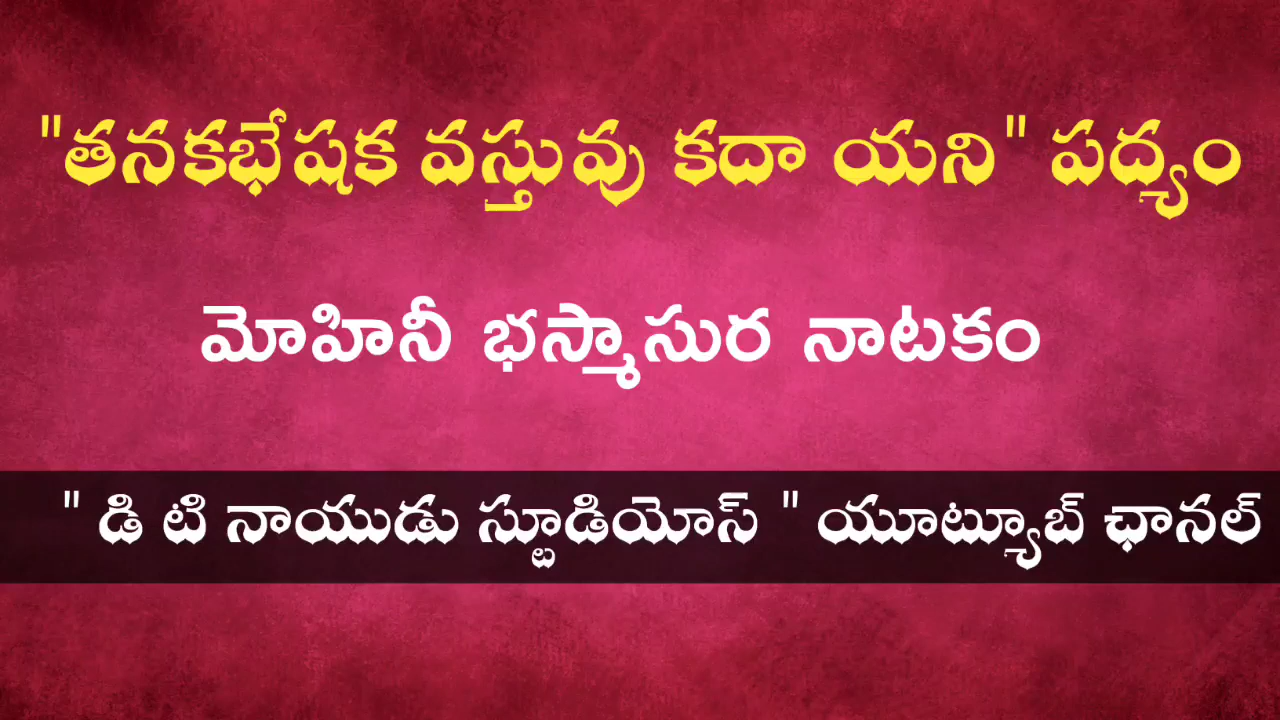 "తనకభేషక వస్తువు కదా యని" పద్యం
మోహినీ భస్మాసుర నాటకం
" డి టి నాయుడు స్టూడియోస్ " యూట్యూబ్ ఛానల్